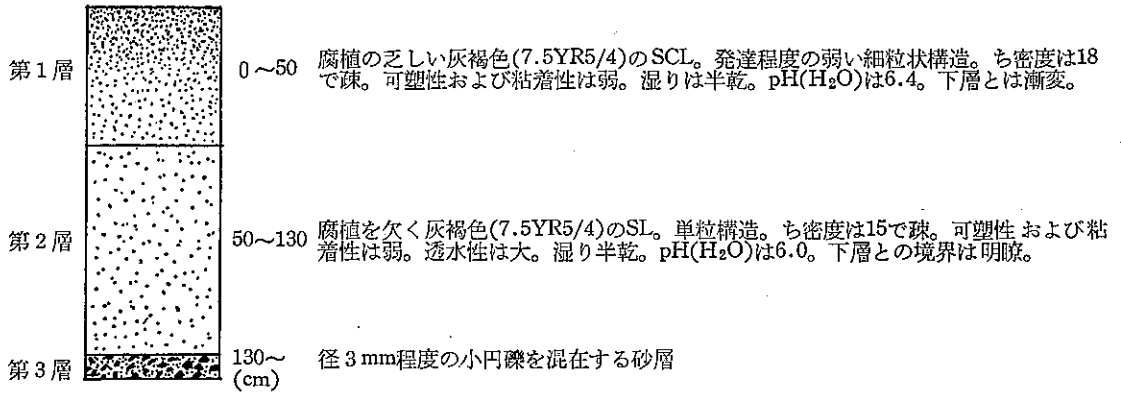 第1層
0~50
腐植の乏しい灰褐色(7.5YR5/4)のSCL。発達程度の弱い細粒状構造。ち密度は18
で疎。可塑性および粘着性は弱。湿りは半乾。pH(H₂O)は6.4。下層とは漸変。
第2層
50~130
腐植を欠く灰褐色(7.5YR5/4)のSL。単粒構造。ち密度は15で疎。可塑性および粘
着性は弱。透水性は大。湿り半乾。pH(H₂O)は6.0。下層との境界は明瞭。
第3層
130~
(cm)
径3mm程度の小円礫を混在する砂層